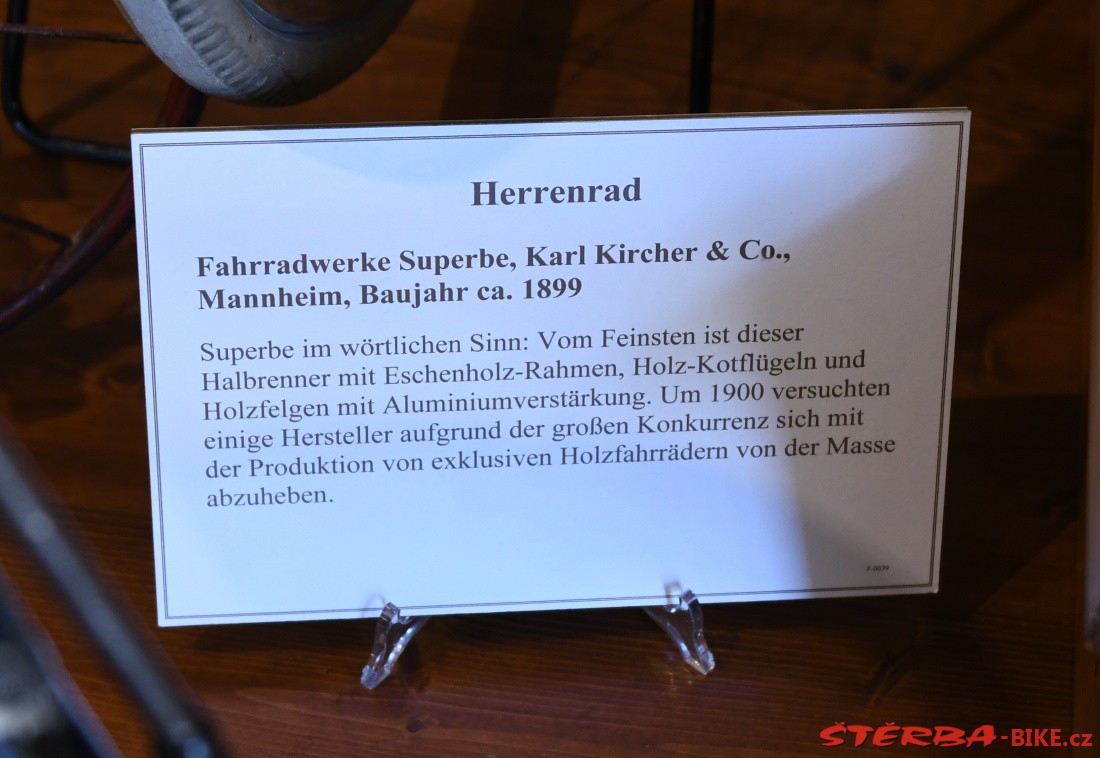 Herrenrad
Fahrradwerke Superbe, Karl Kircher & Co.,
Mannheim, Baujahr ca. 1899
Superbe im wörtlichen Sinn: Vom Feinsten ist dieser
Halbrenner mit Eschenholz-Rahmen, Holz-Kotflügeln und
Holzfelgen mit Aluminiumverstärkung. Um 1900 versuchten
einige Hersteller aufgrund der großen Konkurrenz sich mit
der Produktion von exklusiven Holzfahrrädern von der Masse
abzuheben.
F-0039
ŠTĚRBA-BIKE.cz